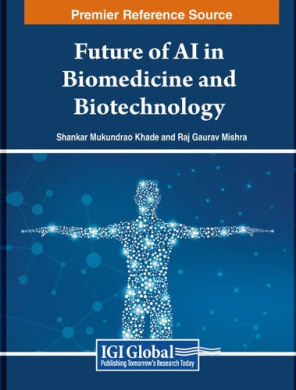 Premier Reference Source
Future of AI in
Biomedicine and
Biotechnology
Shankar Mukundrao Khade and Raj Gaurav Mishra
IGI Global
Publishing Tomorrow's Research Today